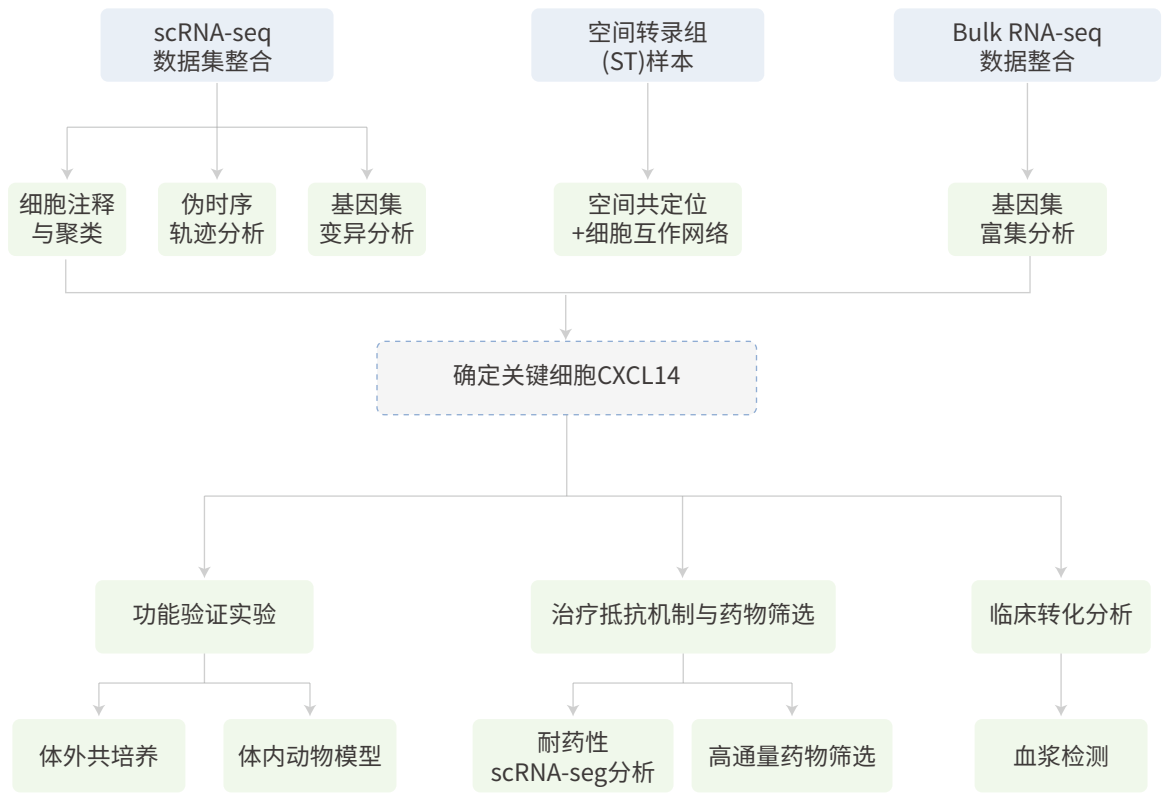 scRNA-seq
数据集整合
空间转录组
(ST)样本
Bulk RNA-seq
数据整合
细胞注释
与聚类
伪时序
轨迹分析
基因集
变异分析
空间共定位
+细胞互作网络
基因集
富集分析
确定关键细胞CXCL14
功能验证实验
治疗抵抗机制与药物筛选
临床转化分析
体外共培养
体内动物模型
耐药性
scRNA-seg分析
高通量药物筛选
血浆检测